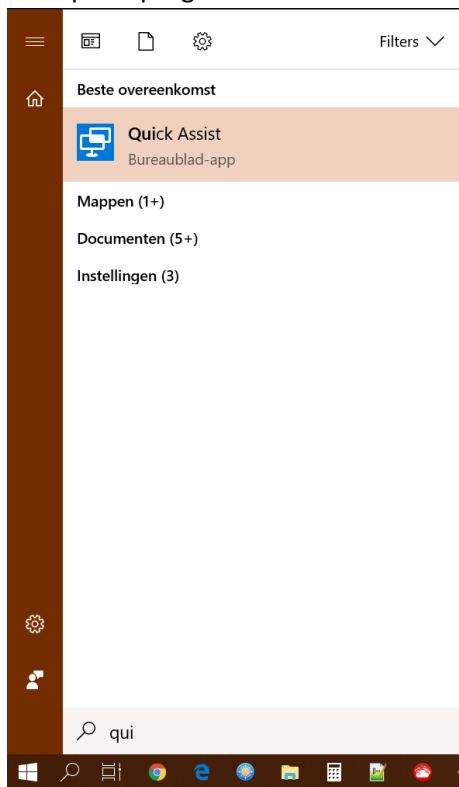 Filters
Beste overeenkomst
Quick Assist
Bureaublad-app
Mappen (1+)
Documenten (5+)
Instellingen (3)
qui